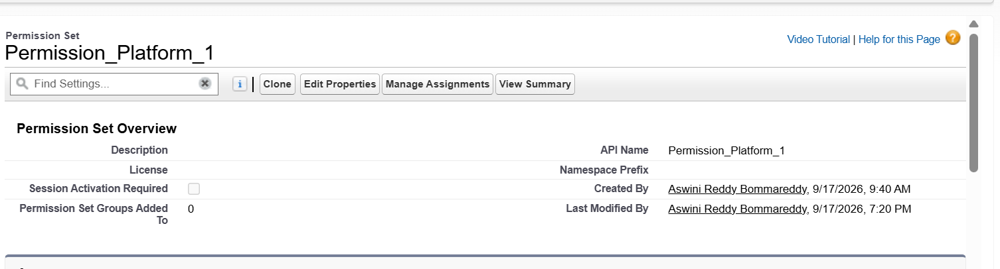 Permission Set
Permission_Platform_1
Video Tutorial | Help for this Page ?
Find Settings...
i | Clone Edit Properties Manage Assignments View Summary
Permission Set Overview
Description API Name Permission_Platform_1
License Namespace Prefix
Session Activation Required Created By Aswini Reddy Bommareddy, 9/17/2026, 9:40 AM
Permission Set Groups Added To 0 Last Modified By Aswini Reddy Bommareddy, 9/17/2026, 7:20 PM